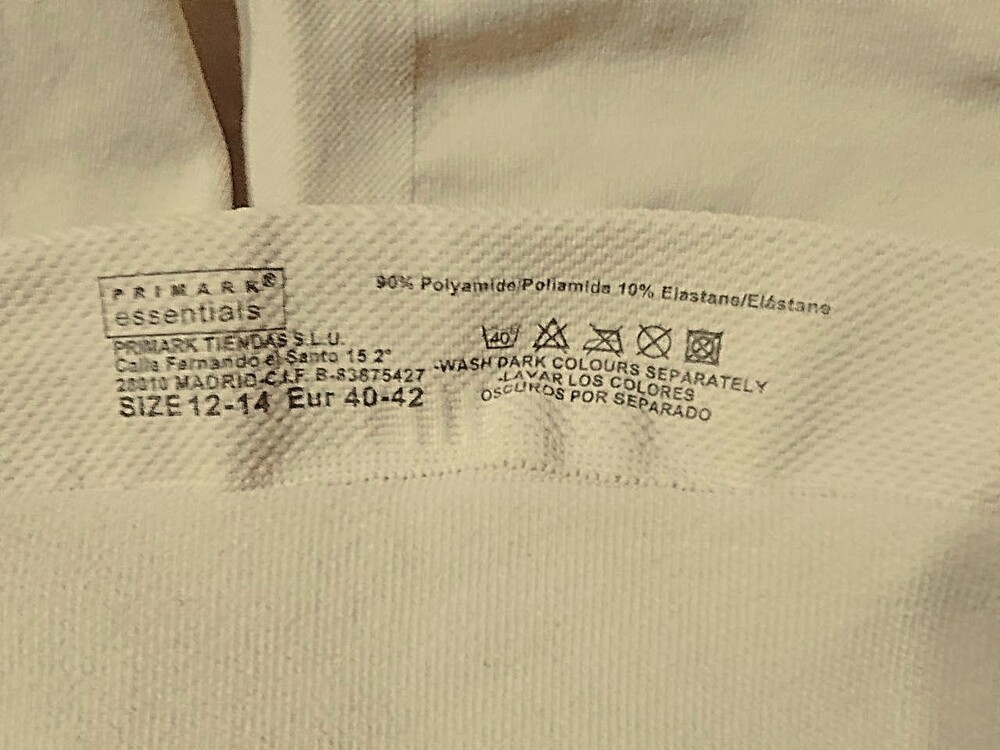 PRIMARK®
essentials
PRIMARK TIENDAS S.L.U.
Calle Fernando el Santo 15 2°
28010 MADRID-C.I.F. B-83875427
SIZE 12-14 Eur 40-42
90% Polyamide/Poliamida 10% Elastane/Elástano
40
-WASH DARK COLOURS SEPARATELY
-LAVAR LOS COLORES
OSCUROS POR SEPARADO